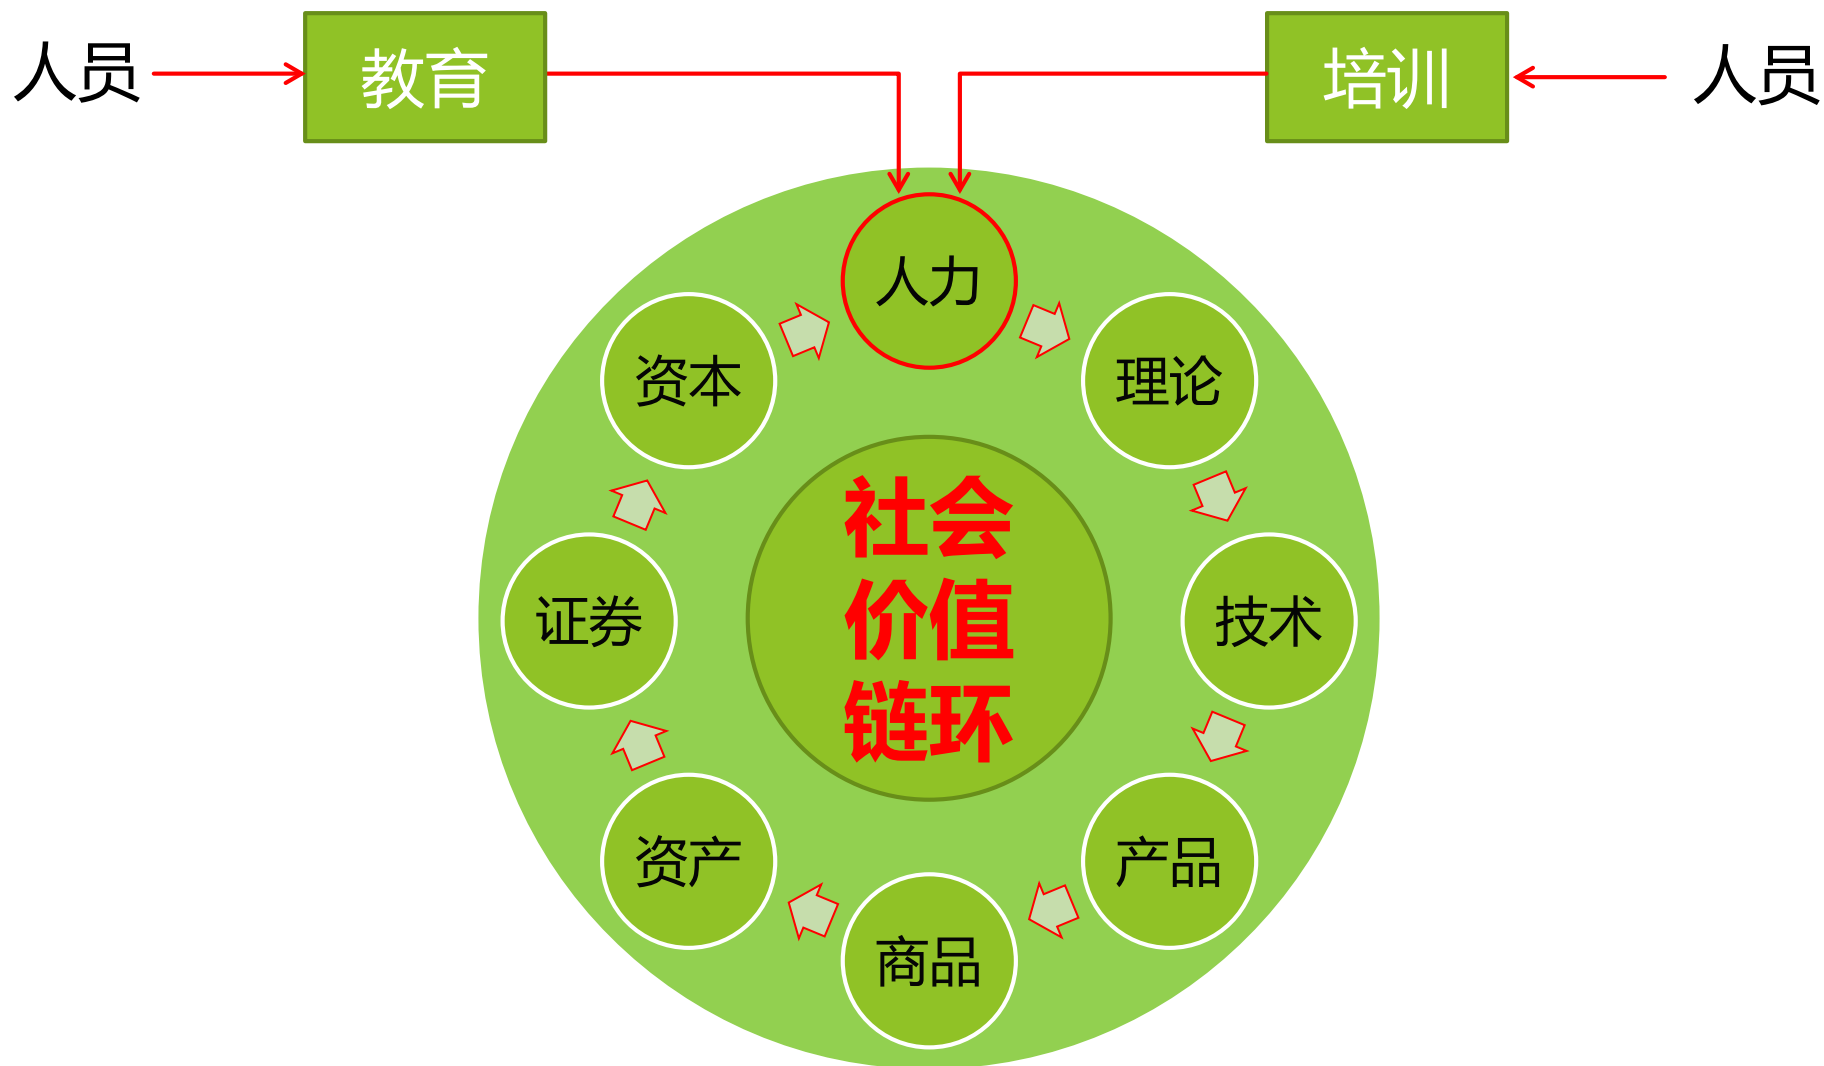 人员
教育
培训
人员
人力
资本
理论
社会
价值
链环
证券
技术
资产
产品
商品